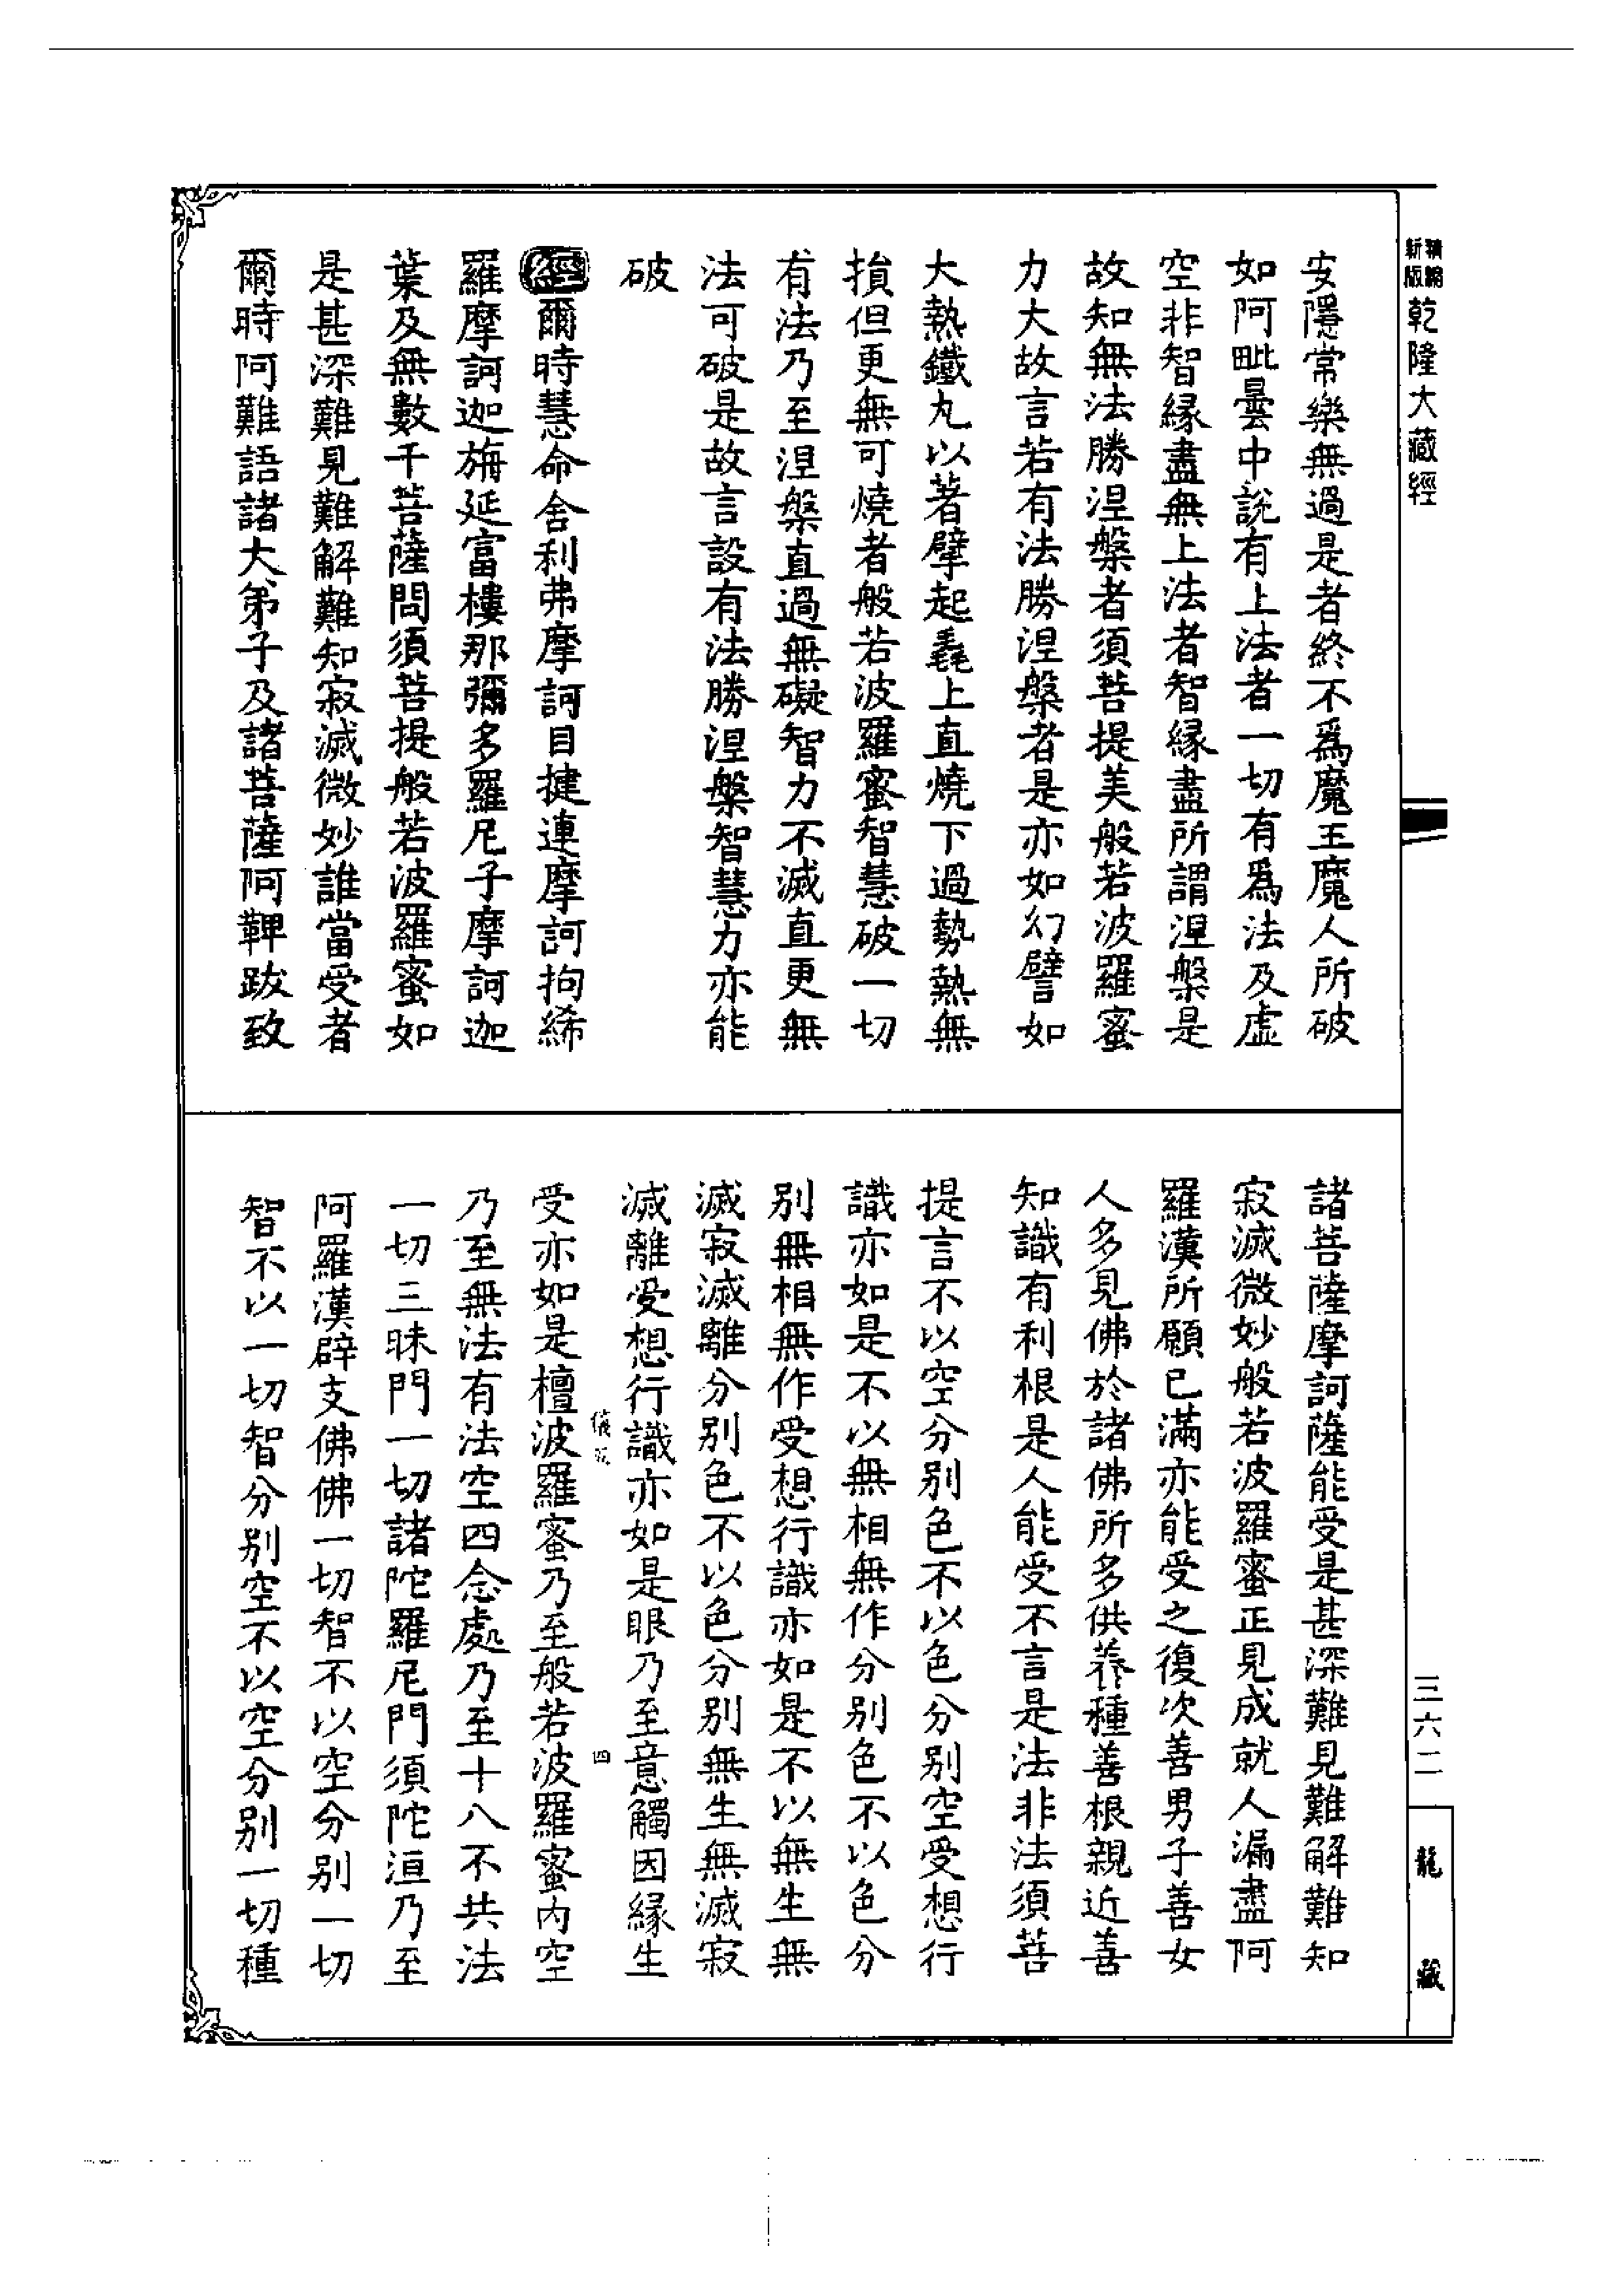 新編
新版
乾隆大藏經
安隱常樂無過是者終不爲魔王魔人所破
如阿毗曇中說有上法者一切有爲法及虛
空非智緣盡無上法者智緣盡所謂涅槃是
故知無法勝涅槃者須菩提美般若波羅蜜
力大故言若有法勝涅槃者是亦如幻譬如
大熱鐵丸以著擘起毳上直燒下過勢熱無
損但更無可燒者般若波羅蜜智慧破一切
有法乃至涅槃直過無礙智力不滅直更無
法可破是故言設有法勝涅槃智慧力亦能
破
經爾時慧命舍利弗摩訶目揵連摩訶拘絺
羅摩訶迦旃延富樓那彌多羅尼子摩訶迦
葉及無數千菩薩問須菩提般若波羅蜜如
是甚深難見難解難知寂滅微妙誰當受者
爾時阿難語諸大弟子及諸菩薩阿鞞跋致
諸菩薩摩訶薩能受是甚深難見難解難知
寂滅微妙般若波羅蜜正見成就人漏盡阿
羅漢所願已滿亦能受之復次善男子善女
人多見佛於諸佛所多供養種善根親近善
知識有利根是人能受不言是法非法須菩
提言不以空分別色不以色分別空受想行
識亦如是不以無相無作分別色不以色分
別無相無作受想行識亦如是不以無生無
滅寂滅離分別色不以色分別無生無滅寂
滅離受想行識亦如是眼乃至意觸因緣生
受亦如是檀波羅蜜乃至般若波羅蜜內空
乃至無法有法空四念處乃至十八不共法
一切三昧門一切諸陀羅尼門須陀洹乃至
阿羅漢辟支佛佛一切智不以空分別一切
智不以一切智分別空不以空分別一切種
四
三六二
龍藏